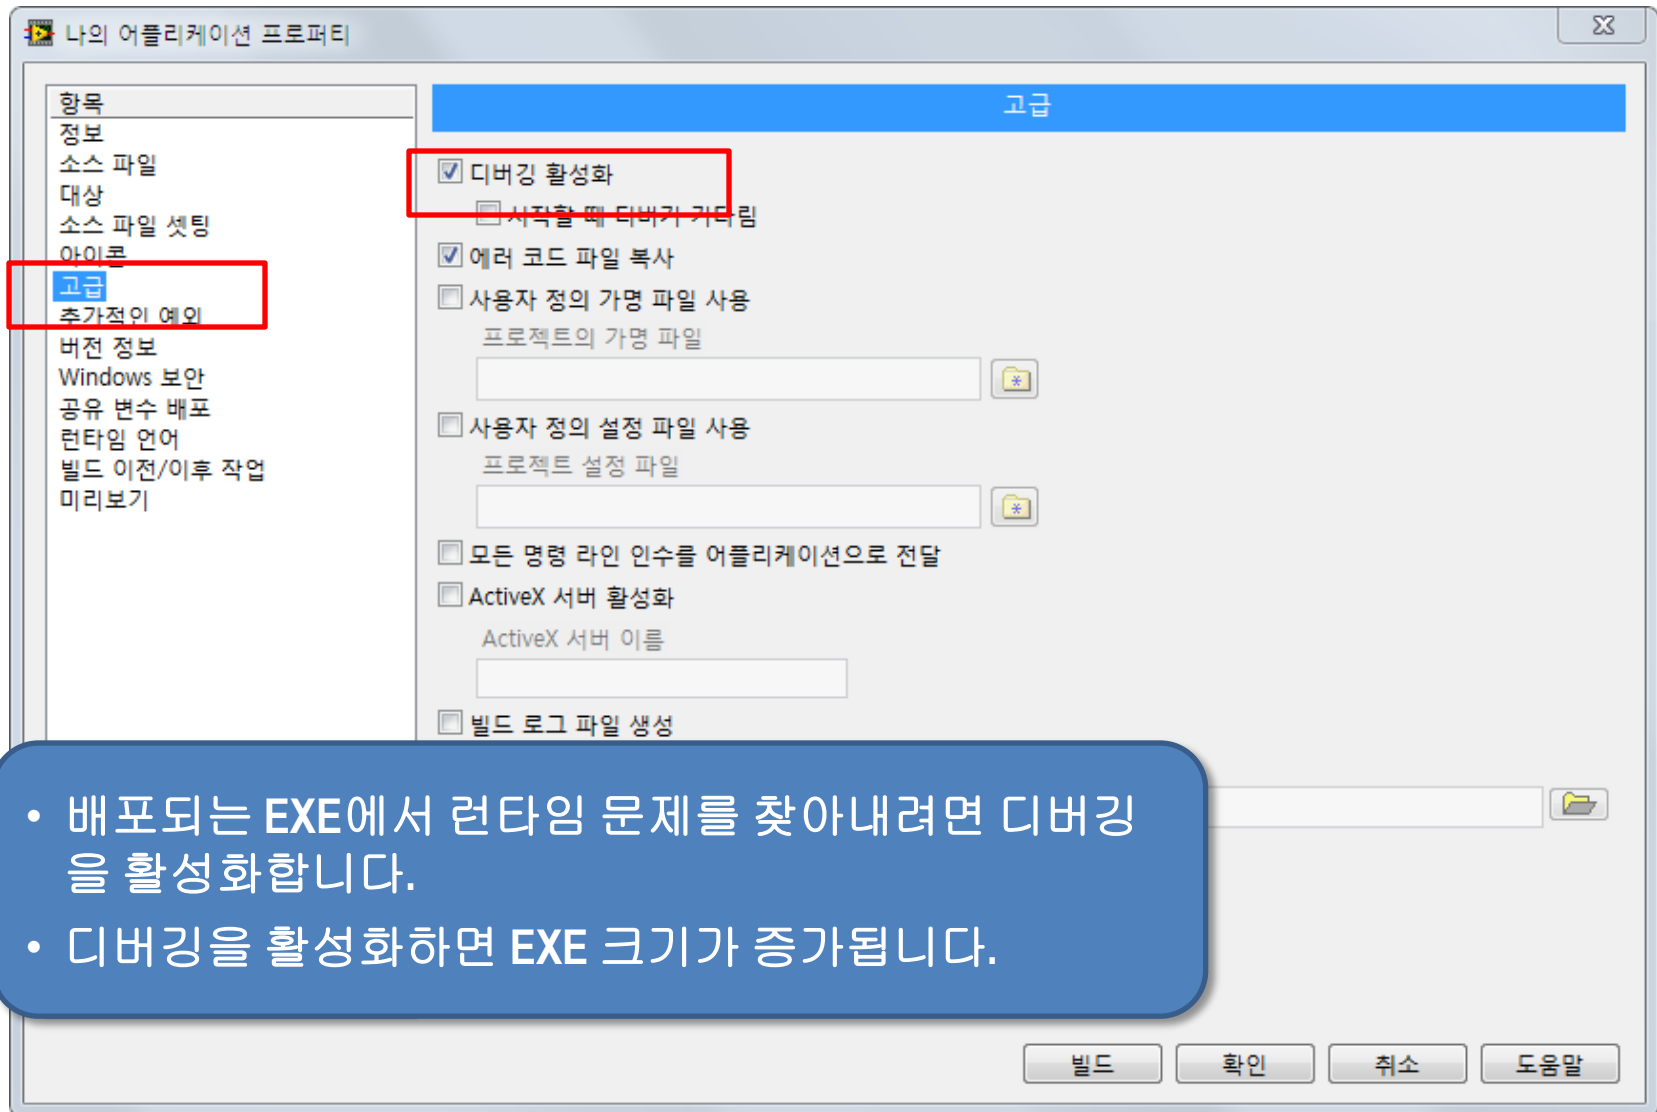 나의 어플리케이션 프로퍼티
항목
정보
소스 파일
대상
소스 파일 셋팅
아이콘
고급
추가적인 예외
버전 정보
Windows 보안
공유 변수 배포
런타임 언어
빌드 이전/이후 작업
미리보기
고급
디버깅 활성화
시작할 때 디버거 기다림
에러 코드 파일 복사
사용자 정의 가명 파일 사용
프로젝트의 가명 파일
사용자 정의 설정 파일 사용
프로젝트 설정 파일
모든 명령 라인 인수를 어플리케이션으로 전달
ActiveX 서버 활성화
ActiveX 서버 이름
빌드 로그 파일 생성
• 배포되는 EXE에서 런타임 문제를 찾아내려면 디버깅
을 활성화합니다.
• 디버깅을 활성화하면 EXE 크기가 증가됩니다.
빌드 확인 취소 도움말